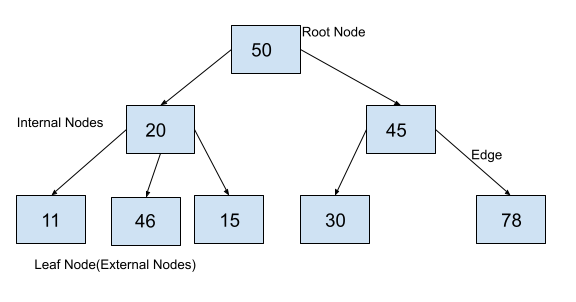 Root Node
50
Internal Nodes
20
45
Edge
11
46
15
30
78
Leaf Node(External Nodes)